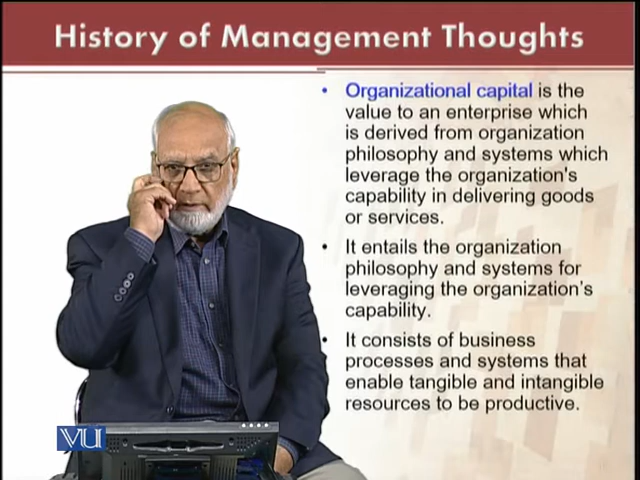 History of Management Thoughts
• Organizational capital is the
value to an enterprise which
is derived from organization
philosophy and systems which
leverage the organization's
capability in delivering goods
or services.
• It entails the organization
philosophy and systems for
leveraging the organization's
capability.
• It consists of business
processes and systems that
enable tangible and intangible
resources to be productive.
VU